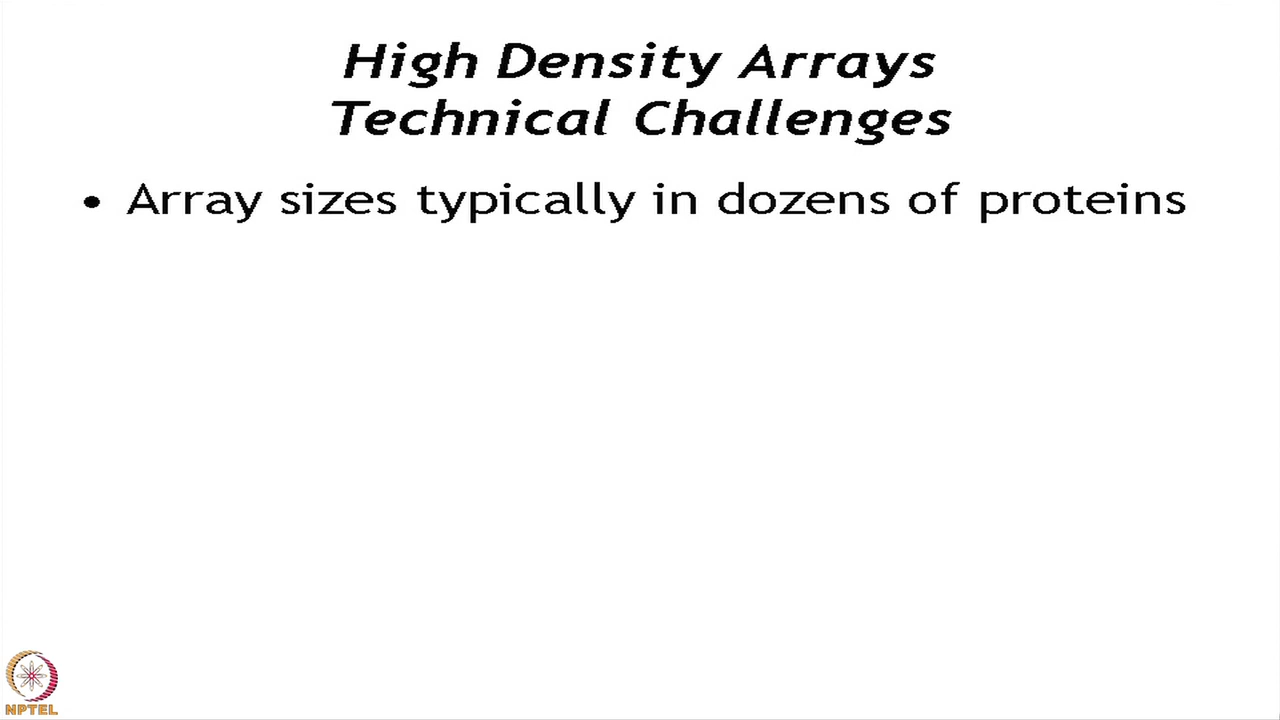 High Density Arrays
Technical Challenges
• Array sizes typically in dozens of proteins
NPTEL